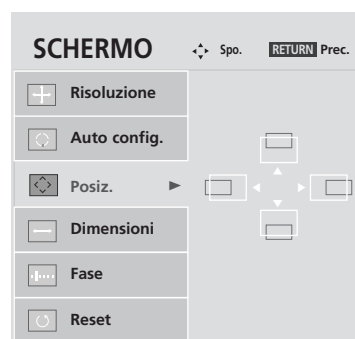 SCHERMO Spo. RETURN Prec.
Risoluzione
Auto config.
Posiz.
Dimensioni
Fase
Reset